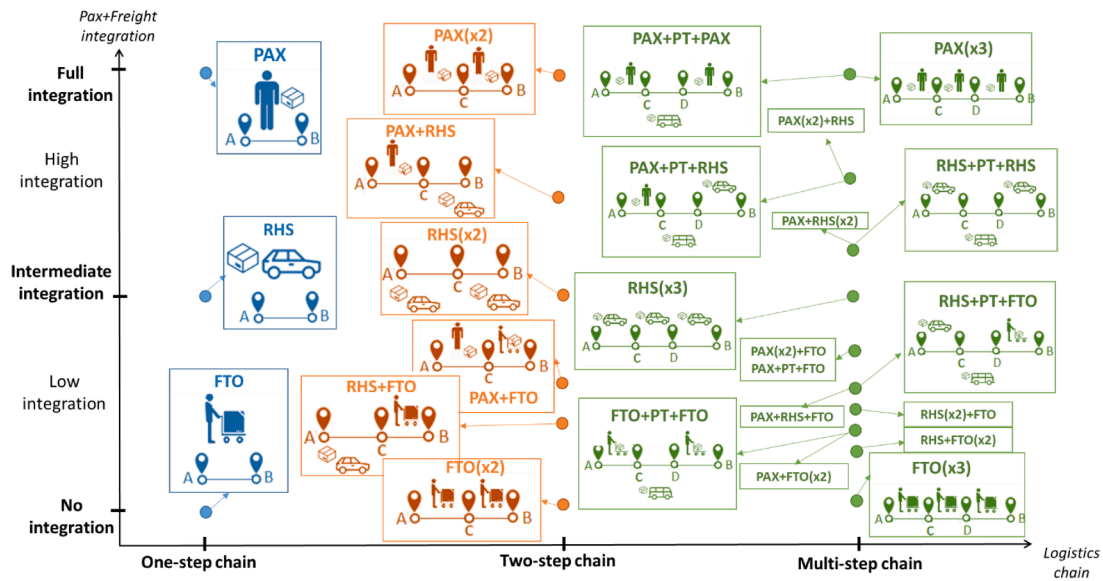 Pax+Freight
integration
Full
integration
High
integration
Intermediate
integration
Low
integration
No
integration
PAX
A B
RHS
A B
FTO
A B
PAX(x2)
A C B
PAX+RHS
A C B
RHS(x2)
A C B
A C B
PAX+FTO
RHS+FTO
A C B
FTO(x2)
A C B
PAX+PT+PAX
A C D B
PAX(x3)
A C D B
PAX(x2)+RHS
PAX+PT+RHS
A C D B
RHS+PT+RHS
A C D B
PAX+RHS(x2)
RHS(x3)
A C D B
RHS+PT+FTO
A C D B
PAX(x2)+FTO
PAX+PT+FTO
PAX+RHS+FTO
RHS(x2)+FTO
RHS+FTO(x2)
FTO+PT+FTO
A C D B
PAX+FTO(x2)
FTO(x3)
A C D B
One-step chain
Two-step chain
Multi-step chain
Logistics
chain